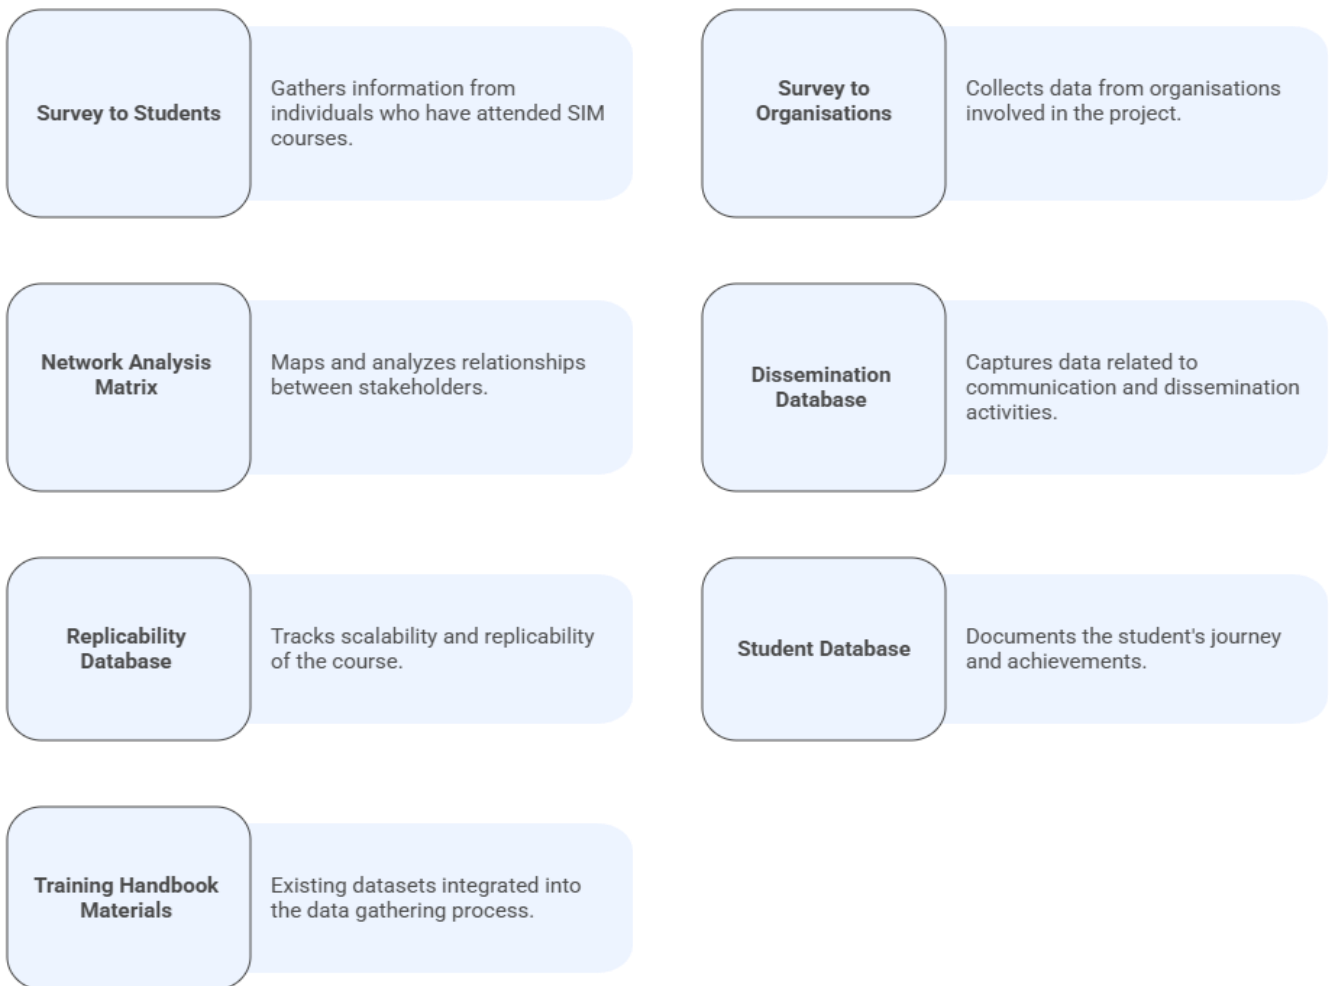 Survey to Students
Gathers information from
individuals who have attended SIM
courses.
Survey to
Organisations
Collects data from organisations
involved in the project.
Network Analysis
Matrix
Maps and analyzes relationships
between stakeholders.
Dissemination
Database
Captures data related to
communication and dissemination
activities.
Replicability
Database
Tracks scalability and replicability
of the course.
Student Database
Documents the student's journey
and achievements.
Training Handbook
Materials
Existing datasets integrated into
the data gathering process.